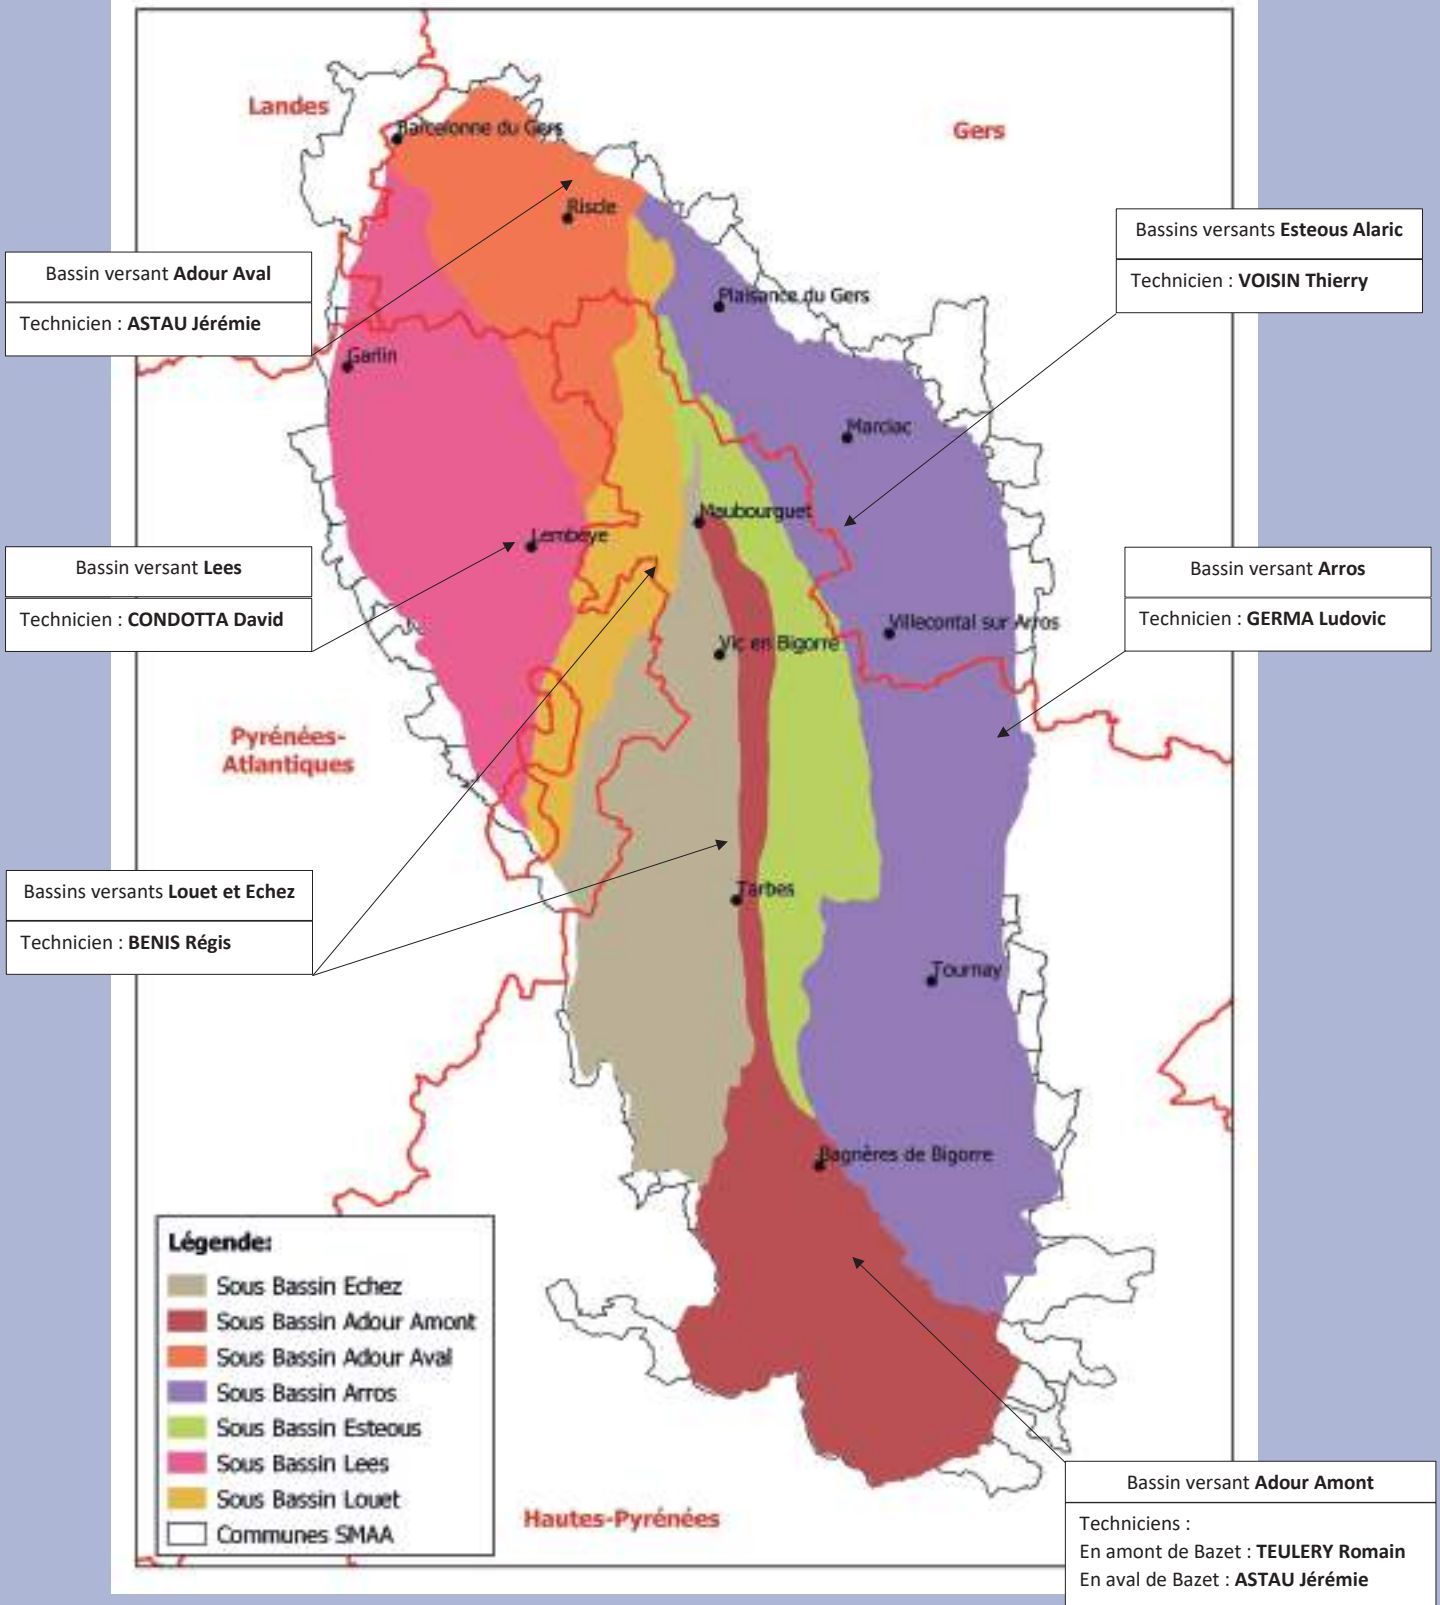 Landes
Gers
Barcelonne du Gers
Riscle
Bassins versants Esteous Alaric
Technicien : VOISIN Thierry
Bassin versant Adour Aval
Technicien : ASTAU Jérémie
Plaisance du Gers
Garlin
Marciac
Maubourguet
Lembeye
Bassin versant Lees
Technicien : CONDOTTA David
Bassin versant Arros
Technicien : GERMA Ludovic
Villecontal sur Arros
Vic en Bigorre
Pyrénées-
Atlantiques
Bassins versants Louet et Echez
Technicien : BENIS Régis
Tarbes
Tournay
Bagnères de Bigorre
Légende:
Sous Bassin Echez
Sous Bassin Adour Amont
Sous Bassin Adour Aval
Sous Bassin Arros
Sous Bassin Esteous
Sous Bassin Lees
Sous Bassin Louet
Communes SMAA
Hautes-Pyrénées
Bassin versant Adour Amont
Techniciens :
En amont de Bazet : TEULERY Romain
En aval de Bazet : ASTAU Jérémie